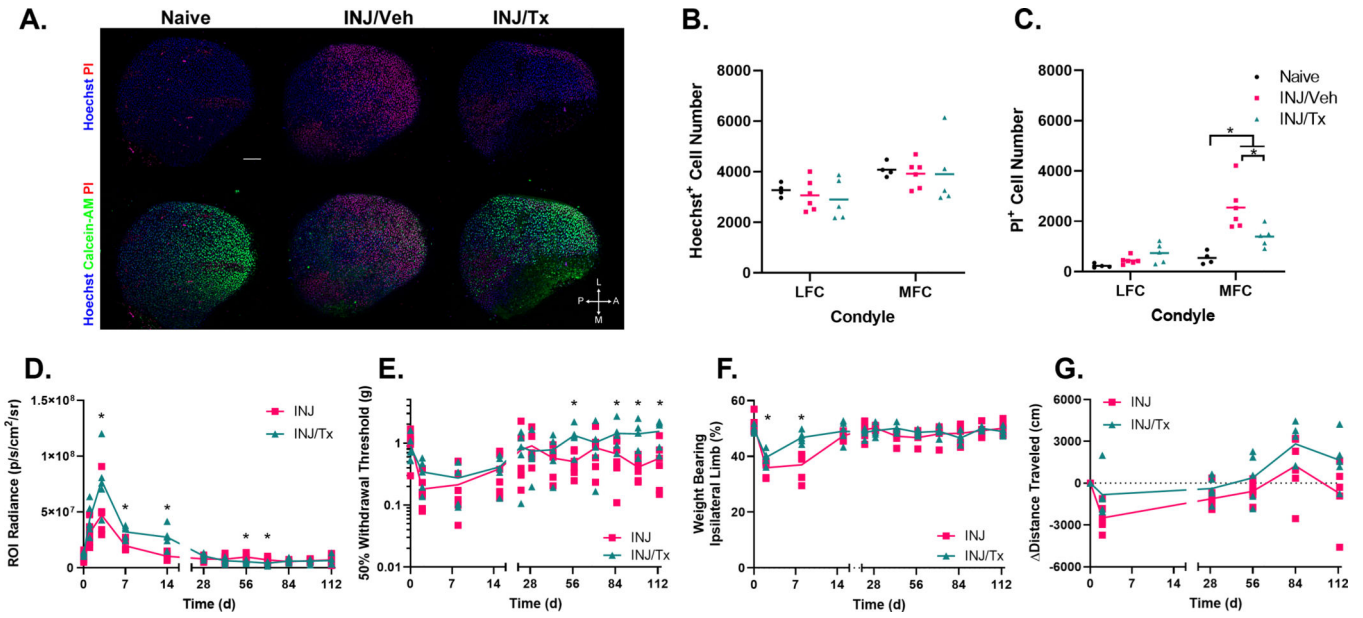 A.
Naive INJ/Veh INJ/Tx
Hoechst PI
Hoechst Calcein-AM PI
L
P A
M
B.
Hoechst+ Cell Number
8000
6000
4000
2000
0
LFC MFC
Condyle
C.
PI+ Cell Number
8000
6000
4000
2000
0
Naive
INJ/Veh
INJ/Tx
*
*
LFC MFC
Condyle
D.
ROI Radiance (p/s/cm²/sr)
1.5×10⁸
1×10⁸
5×10⁷
0
INJ
INJ/Tx
* * * * *
0 7 14 28 56 84 112
Time (d)
E.
50% Withdrawal Threshold (g)
1
0.1
0.01
* * * *
INJ
INJ/Tx
0 7 14 28 56 84 112
Time (d)
F.
Weight Bearing
Ipsilateral Limb (%)
60
40
20
0
* *
INJ
INJ/Tx
0 7 14 28 56 84 112
Time (d)
G.
ΔDistance Traveled (cm)
6000
3000
0
-3000
-6000
INJ
INJ/Tx
0 7 14 28 56 84 112
Time (d)